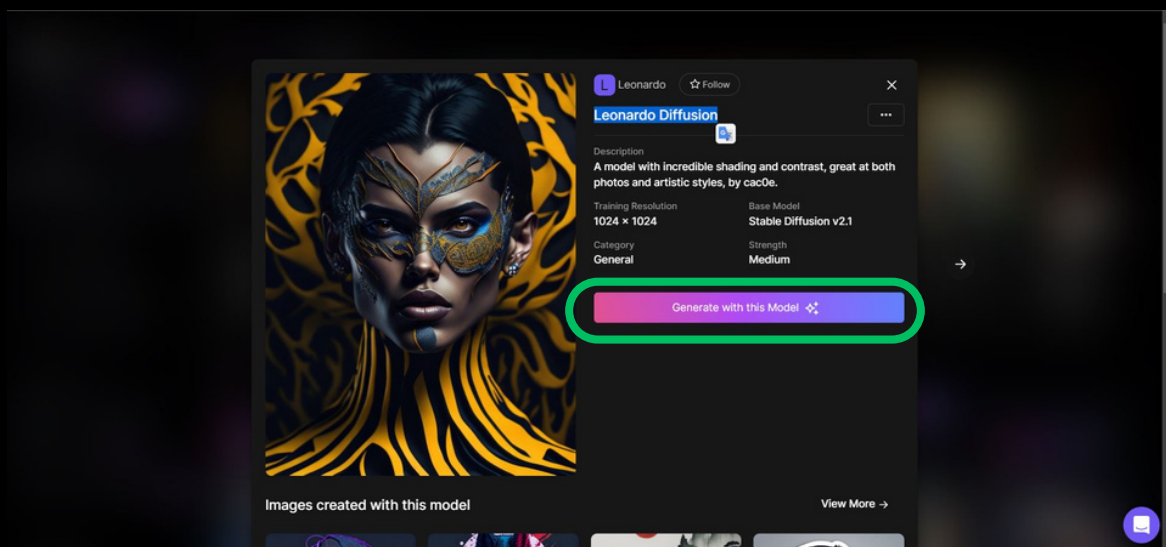 L Leonardo Follow
Leonardo Diffusion
Description
A model with incredible shading and contrast, great at both
photos and artistic styles, by cac0e.
Training Resolution Base Model
1024 × 1024 Stable Diffusion v2.1
Category Strength
General Medium
Generate with this Model
Images created with this model View More →